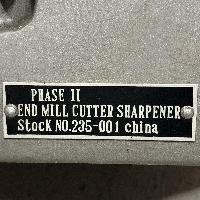 PHASE II
END MILL CUTTER SHARPENER
Stock NO.235-001 china